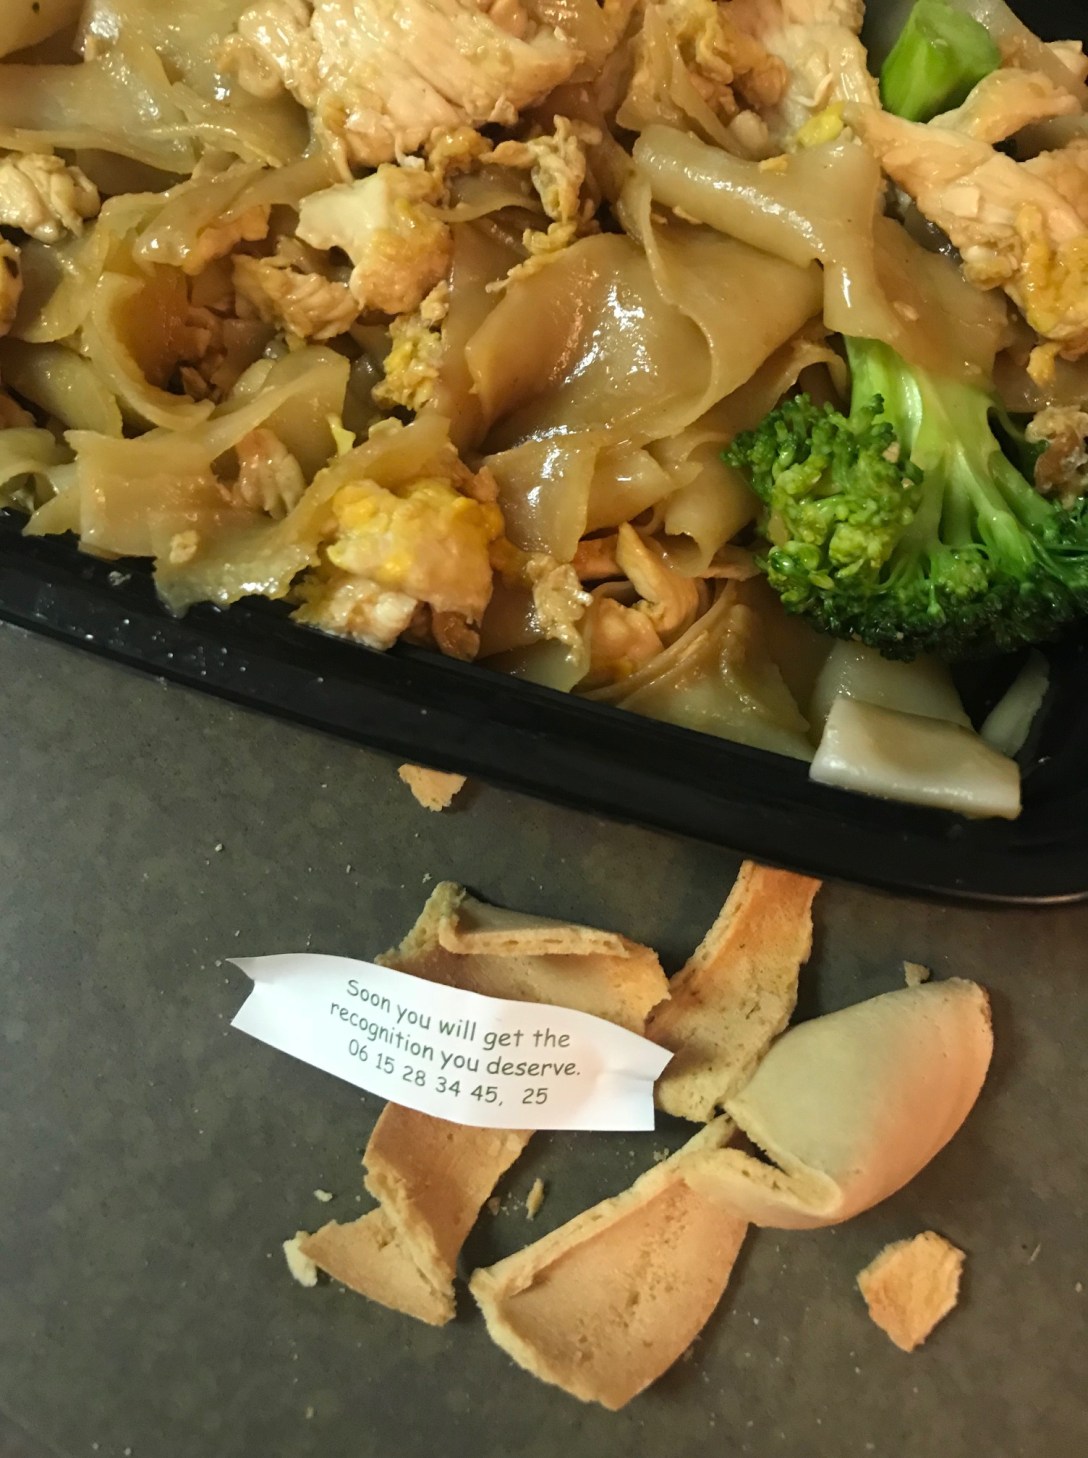 Soon you will get the
recognition you deserve.
06 15 28 34 45, 25